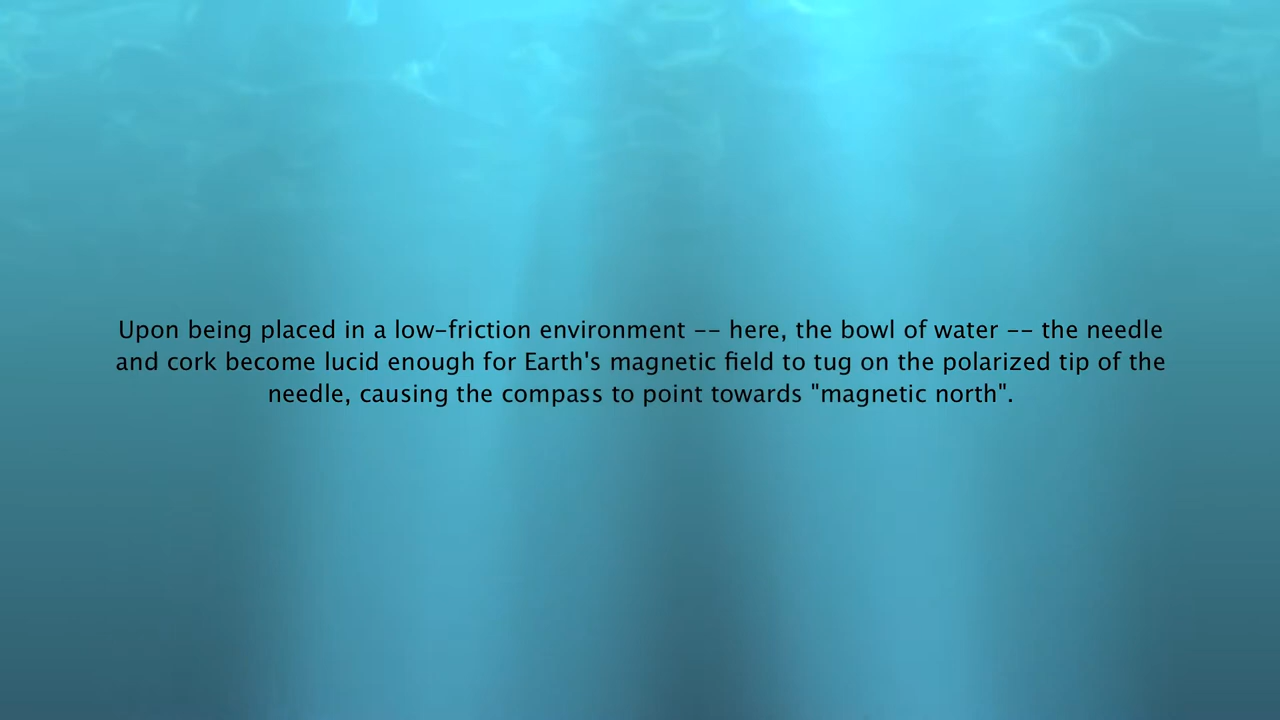 Upon being placed in a low-friction environment -- here, the bowl of water -- the needle
and cork become lucid enough for Earth's magnetic field to tug on the polarized tip of the
needle, causing the compass to point towards "magnetic north".